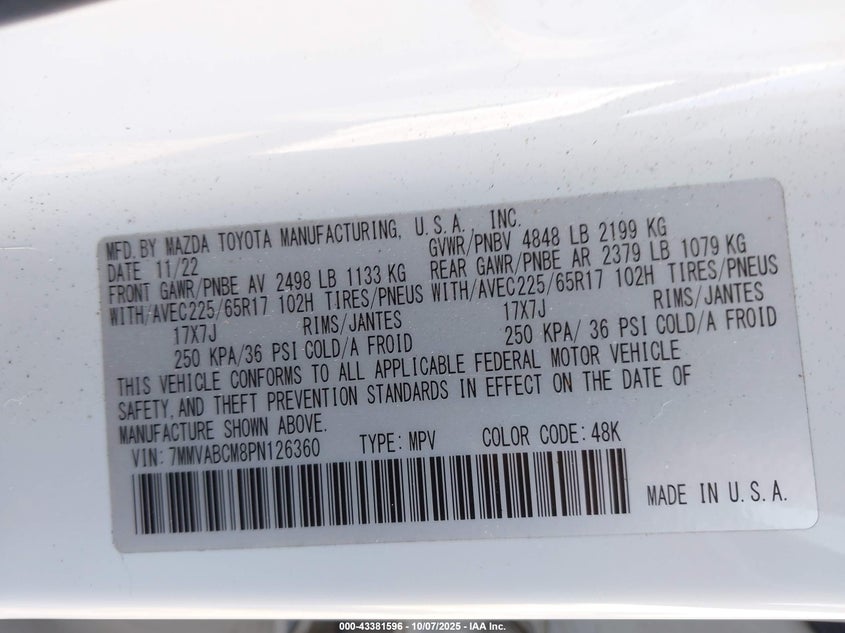 MFD. BY MAZDA TOYOTA MANUFACTURING, U.S.A., INC.
DATE 11/22 GVWR/PNBV 4848 LB 2199 KG
FRONT GAWR/PNBE AV 2498 LB 1133 KG REAR GAWR/PNBE AR 2379 LB 1079 KG
WITH/AVEC225/65R17 102H TIRES/PNEUS WITH/AVEC225/65R17 102H TIRES/PNEUS
17X7J RIMS/JANTES 17X7J RIMS/JANTES
250 KPA/36 PSI COLD/A FROID 250 KPA/ 36 PSI COLD/A FROID
THIS VEHICLE CONFORMS TO ALL APPLICABLE FEDERAL MOTOR VEHICLE
SAFETY, AND THEFT PREVENTION STANDARDS IN EFFECT ON THE DATE OF
MANUFACTURE SHOWN ABOVE.
VIN: 7MMVABCM8PN126360 TYPE: MPV COLOR CODE: 48K
MADE IN U.S.A.
000-43381596 - 10/07/2025 - IAA Inc.